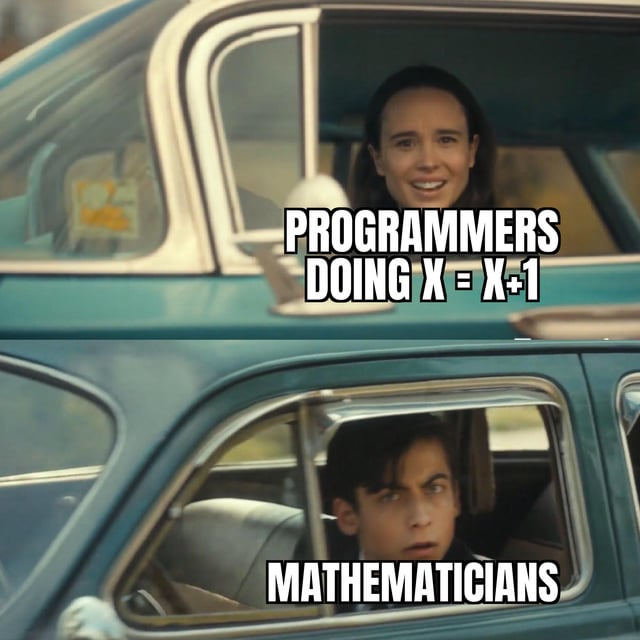 PROGRAMMERS
DOING X = X+1
MATHEMATICIANS